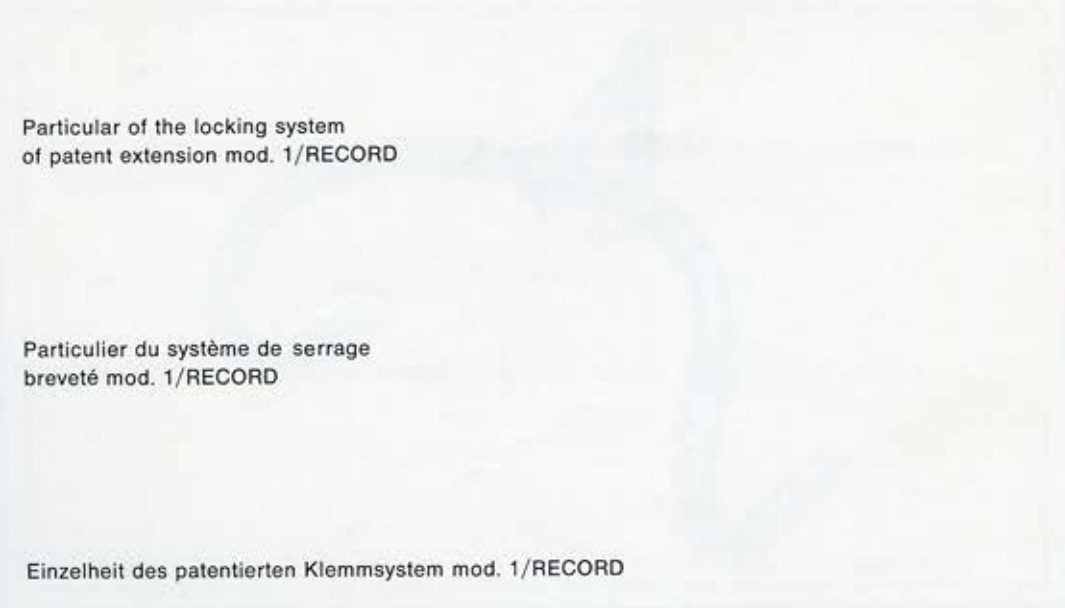 Particular of the locking system
of patent extension mod. 1/RECORD
Particulier du système de serrage
breveté mod. 1/RECORD
Einzelheit des patentierten Klemmsystem mod. 1/RECORD